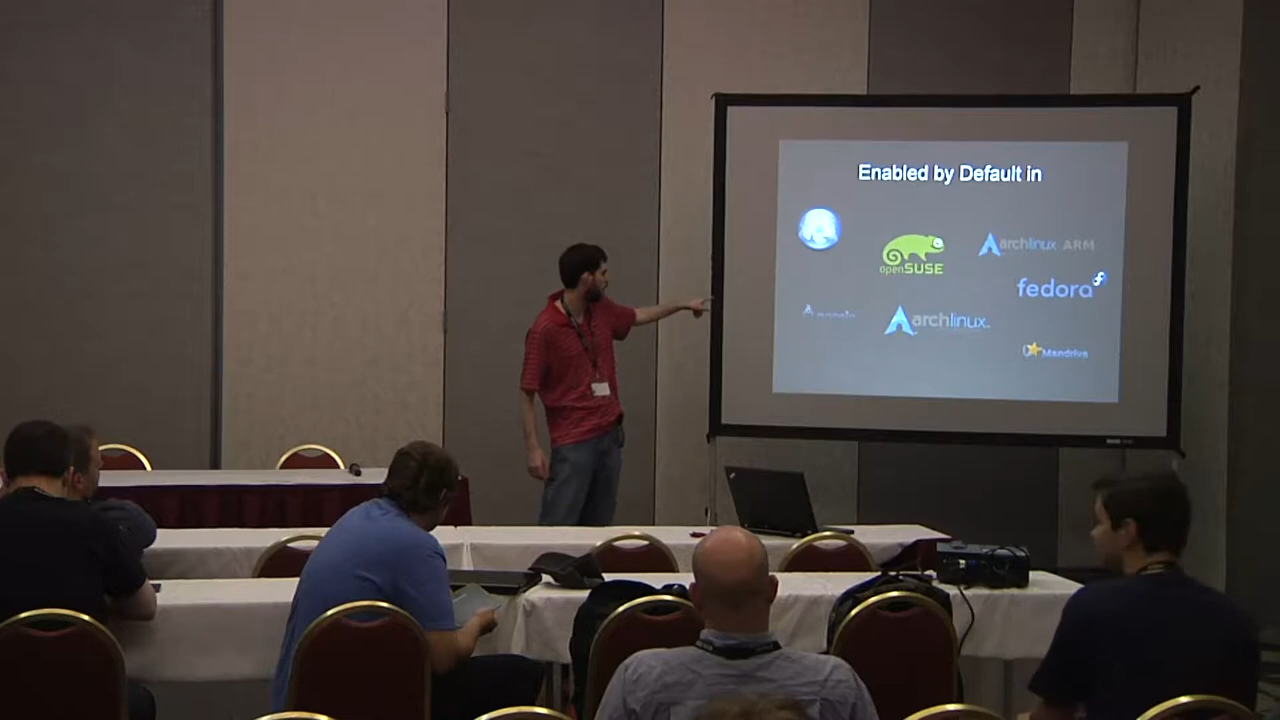 Enabled by Default in
openSUSE
archlinux ARM
fedora
archlinux
Mandriva